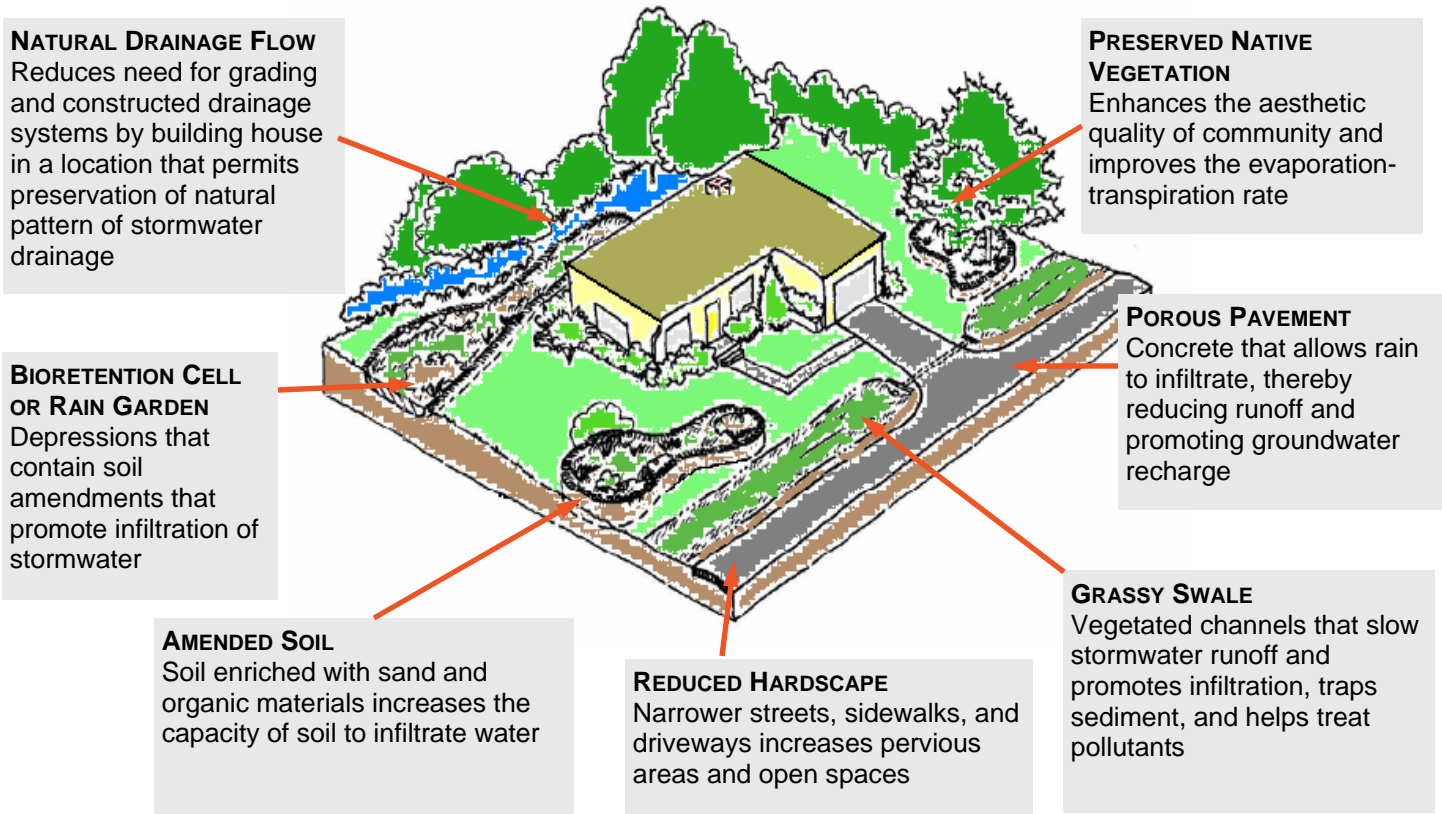 NATURAL DRAINAGE FLOW
Reduces need for grading
and constructed drainage
systems by building house
in a location that permits
preservation of natural
pattern of stormwater
drainage
PRESERVED NATIVE
VEGETATION
Enhances the aesthetic
quality of community and
improves the evaporation-
transpiration rate
BIORETENTION CELL
OR RAIN GARDEN
Depressions that
contain soil
amendments that
promote infiltration of
stormwater
POROUS PAVEMENT
Concrete that allows rain
to infiltrate, thereby
reducing runoff and
promoting groundwater
recharge
AMENDED SOIL
Soil enriched with sand and
organic materials increases the
capacity of soil to infiltrate water
REDUCED HARDSCAPE
Narrower streets, sidewalks, and
driveways increases pervious
areas and open spaces
GRASSY SWALE
Vegetated channels that slow
stormwater runoff and
promotes infiltration, traps
sediment, and helps treat
pollutants